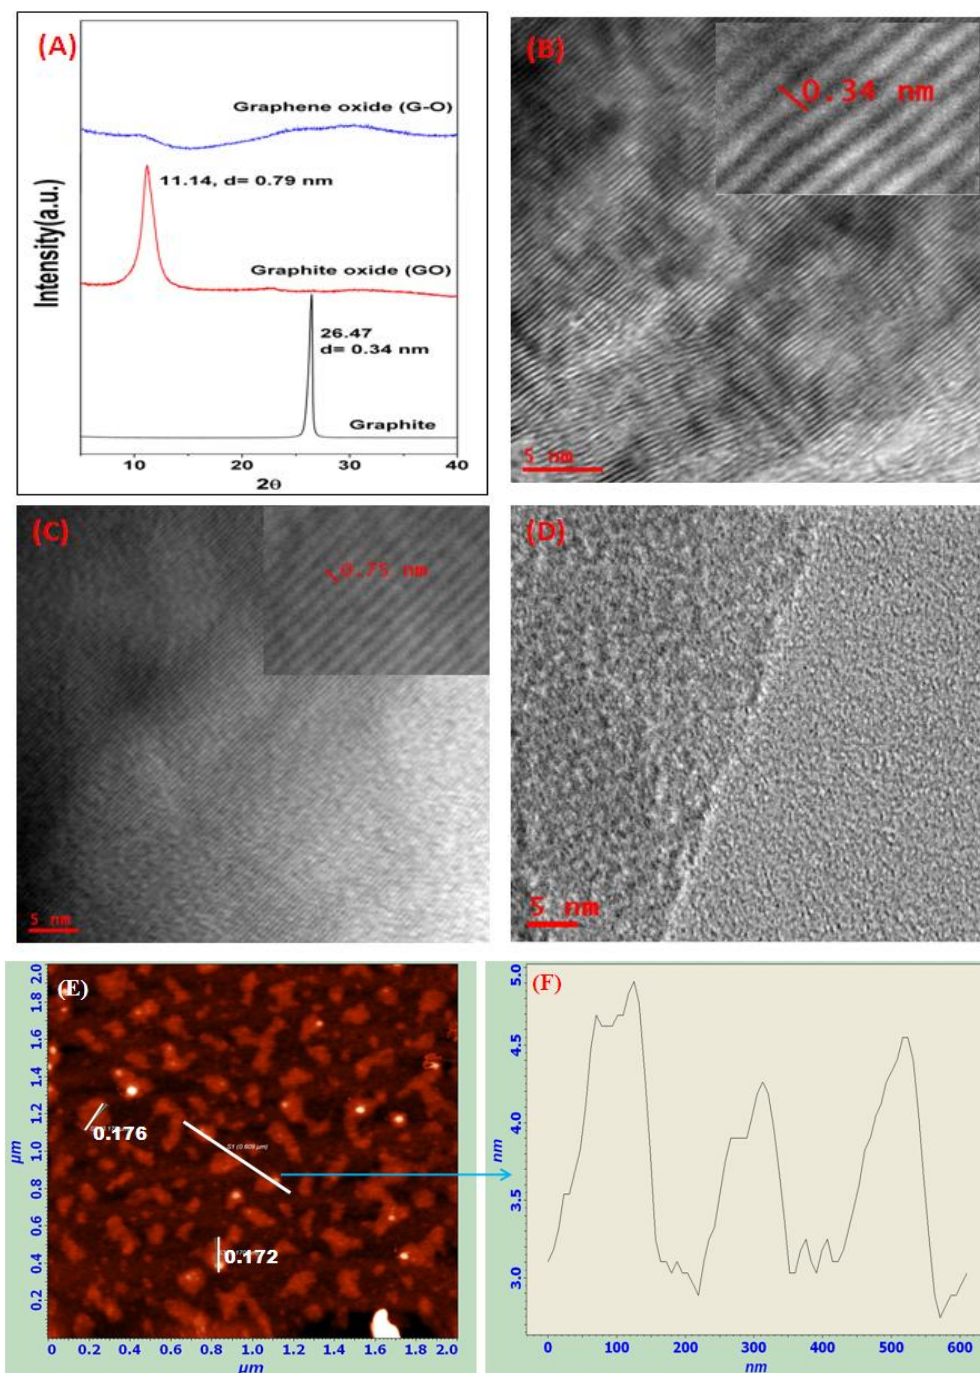 (A)
Graphene oxide (G-O)
11.14, d= 0.79 nm
Graphite oxide (GO)
26.47
d= 0.34 nm
Graphite
Intensity(a.u.)
10 20 30 40
2θ
(B)
0.34 nm
5 nm
(C)
0.75 nm
5 nm
(D)
5 nm
(E)
2.0
1.8
1.6
1.4
1.2
1.0
0.8
0.6
0.4
0.2
μm
0.176
S1 (0.609 μm)
0.172
0 0.2 0.4 0.6 0.8 1.0 1.2 1.4 1.6 1.8 2.0
μm
(F)
5.0
4.5
4.0
3.5
3.0
nm
0 100 200 300 400 500 600
nm